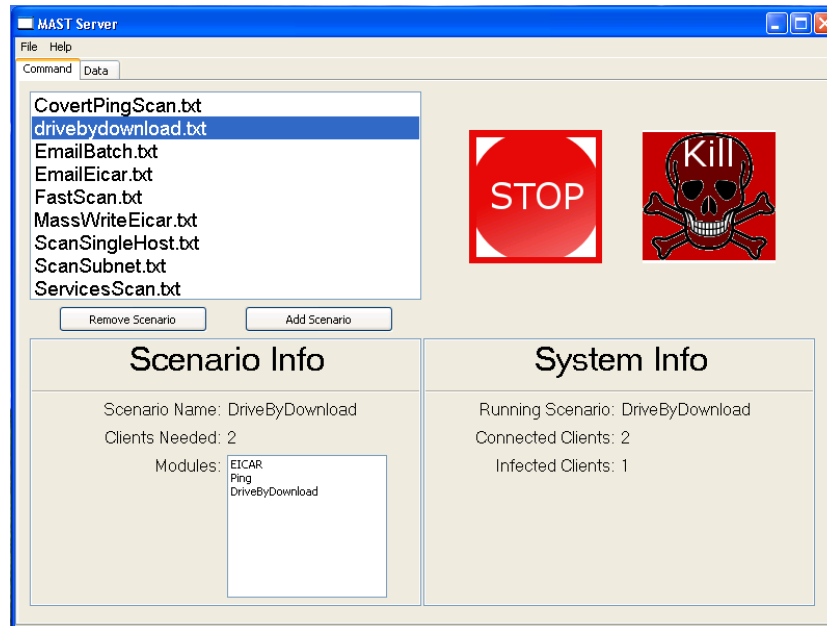 MAST Server
File Help
Command Data
CovertPingScan.txt
drivebydownload.txt
EmailBatch.txt
EmailEicar.txt
FastScan.txt
MassWriteEicar.txt
ScanSingleHost.txt
ScanSubnet.txt
ServicesScan.txt
STOP
Kill
Remove Scenario Add Scenario
Scenario Info
Scenario Name: DriveByDownload
Clients Needed: 2
Modules:
EICAR
Ping
DriveByDownload
System Info
Running Scenario: DriveByDownload
Connected Clients: 2
Infected Clients: 1